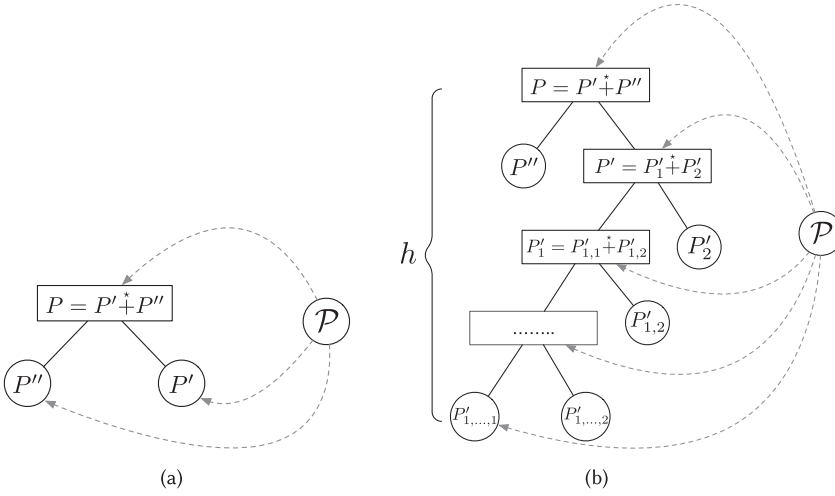 P = P′ +⋆ P″
P″
P′
𝒫
(a)
h
P = P′ +⋆ P″
P″
P′ = P′₁ +⋆ P′₂
P′₁ = P′₁,₁ +⋆ P′₁,₂
P′₂
𝒫
........
P′₁,₂
P′₁,...,₁
P′₁,...,₂
(b)